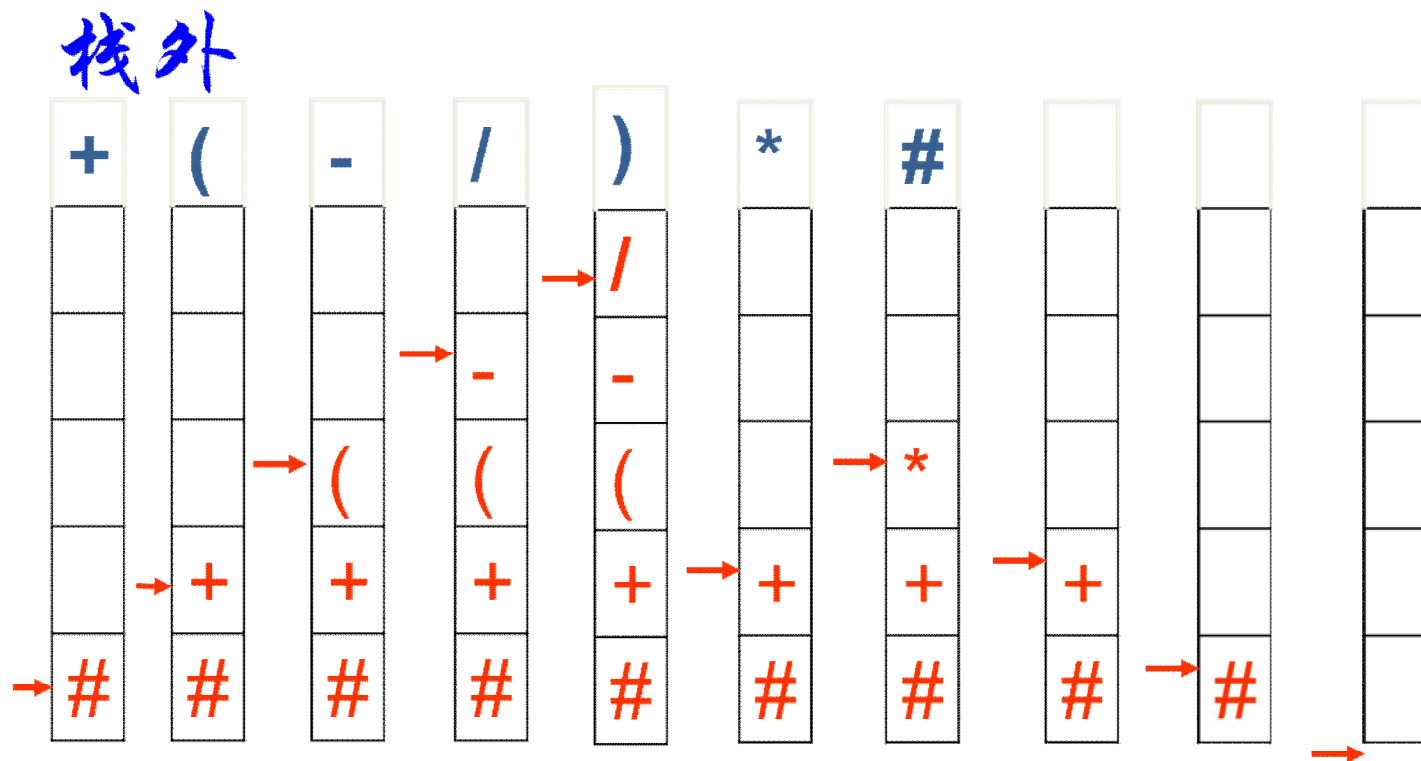 栈外
+ ( - / ) * #
/
- -
( ( ( *
+ + + + + + +
# # # # # # # # #